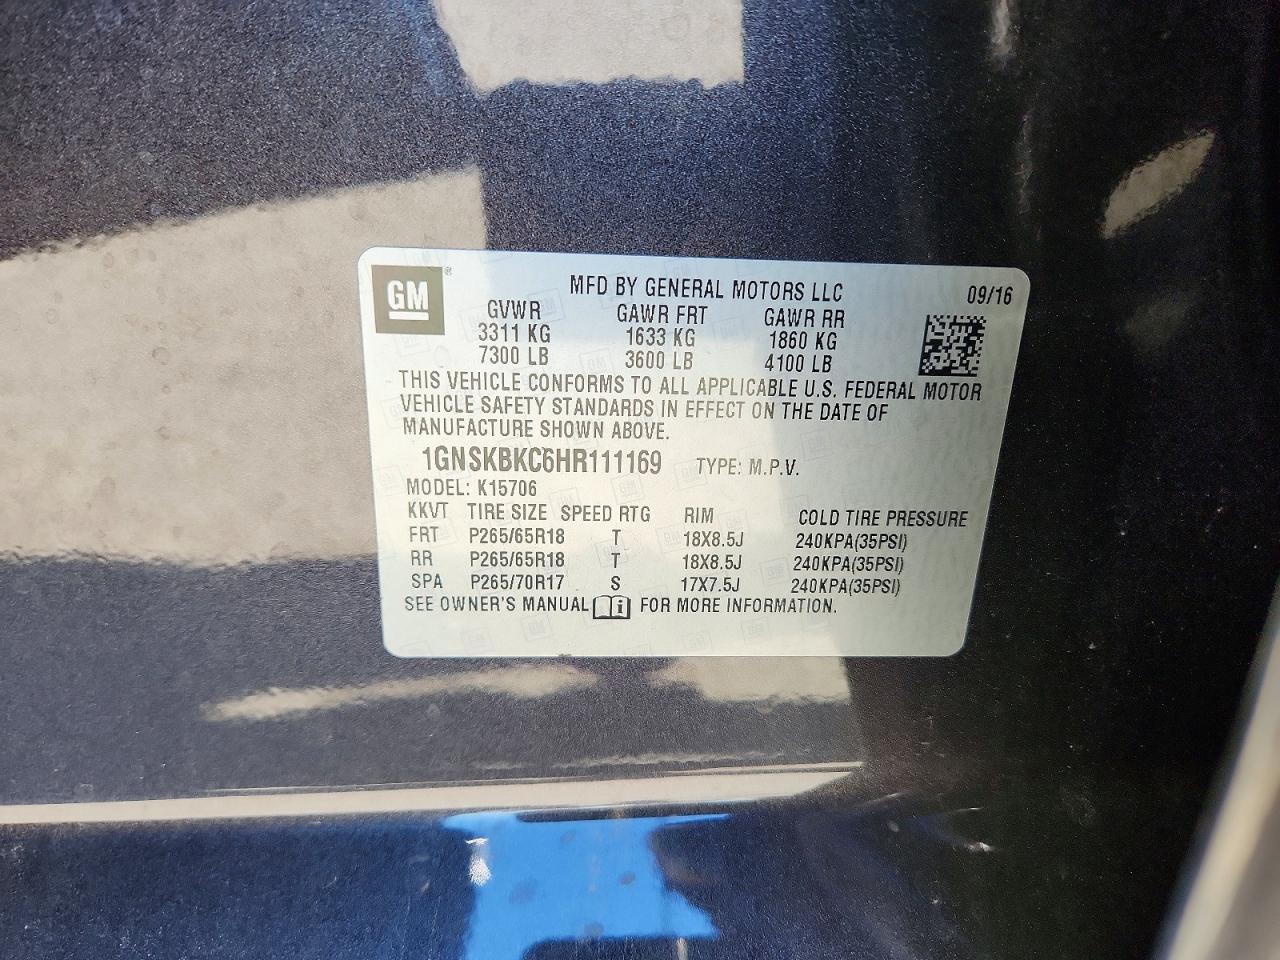 GM®
MFD BY GENERAL MOTORS LLC 09/16
GVWR GAWR FRT GAWR RR
3311 KG 1633 KG 1860 KG
7300 LB 3600 LB 4100 LB
THIS VEHICLE CONFORMS TO ALL APPLICABLE U.S. FEDERAL MOTOR
VEHICLE SAFETY STANDARDS IN EFFECT ON THE DATE OF
MANUFACTURE SHOWN ABOVE.
1GNSKBKC6HR111169 TYPE: M.P.V.
MODEL: K15706
KKVT TIRE SIZE SPEED RTG RIM COLD TIRE PRESSURE
FRT P265/65R18 T 18X8.5J 240KPA(35PSI)
RR P265/65R18 T 18X8.5J 240KPA(35PSI)
SPA P265/70R17 S 17X7.5J 240KPA(35PSI)
SEE OWNER'S MANUAL i FOR MORE INFORMATION.